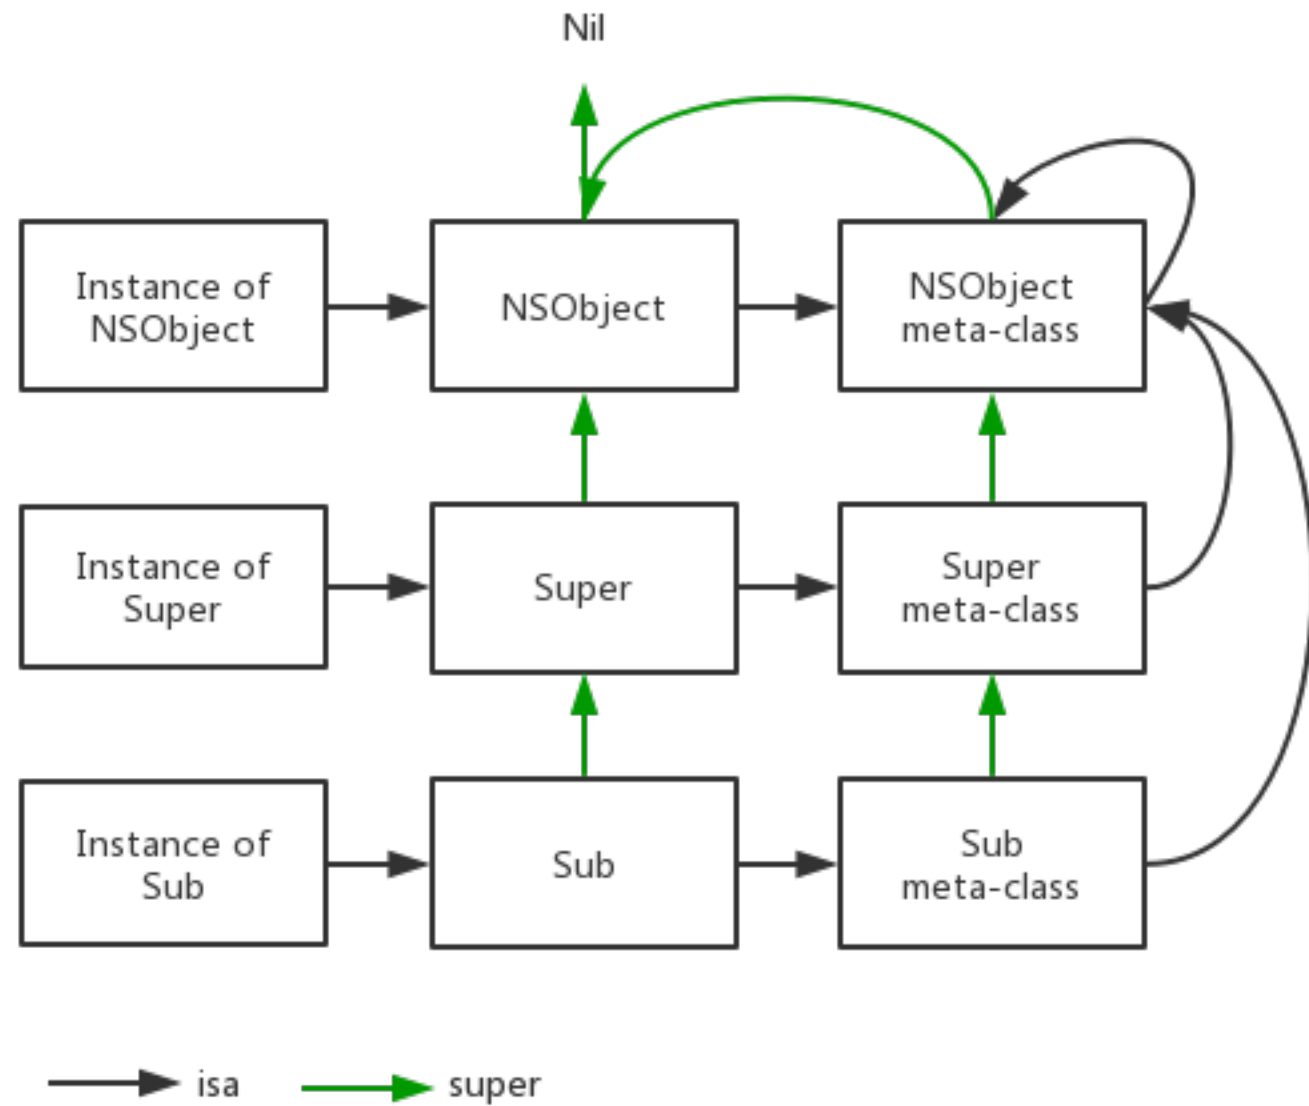 Nil
Instance of
NSObject
NSObject
NSObject
meta-class
Instance of
Super
Super
Super
meta-class
Instance of
Sub
Sub
Sub
meta-class
isa
super